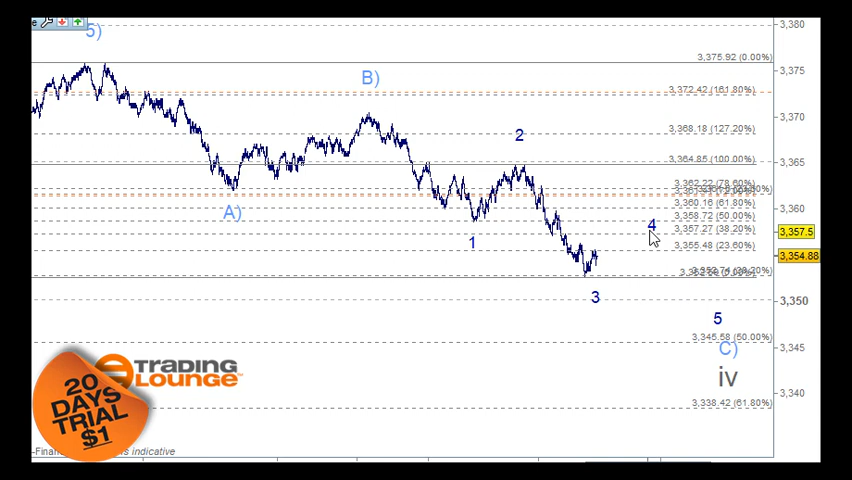 e
5)
3,380
3,375.92 (0.00%)
3,375
B)
3,372.42 (161.80%)
3,370
2
3,368.18 (127.20%)
3,364.85 (100.00%)
3,365
3,362.22 (78.60%)
A)
3,360.16 (61.80%)
3,360
3,358.72 (50.00%)
4
3,357.27 (38.20%)
3,357.5
1
3,355.48 (23.60%)
3,354.88
3
3,350
5
C)
3,345.58 (50.00%)
3,345
iv
TRADING
LOUNGE
20
DAYS
TRIAL
$1
3,340
3,338.42 (61.80%)
-Finan
indicative